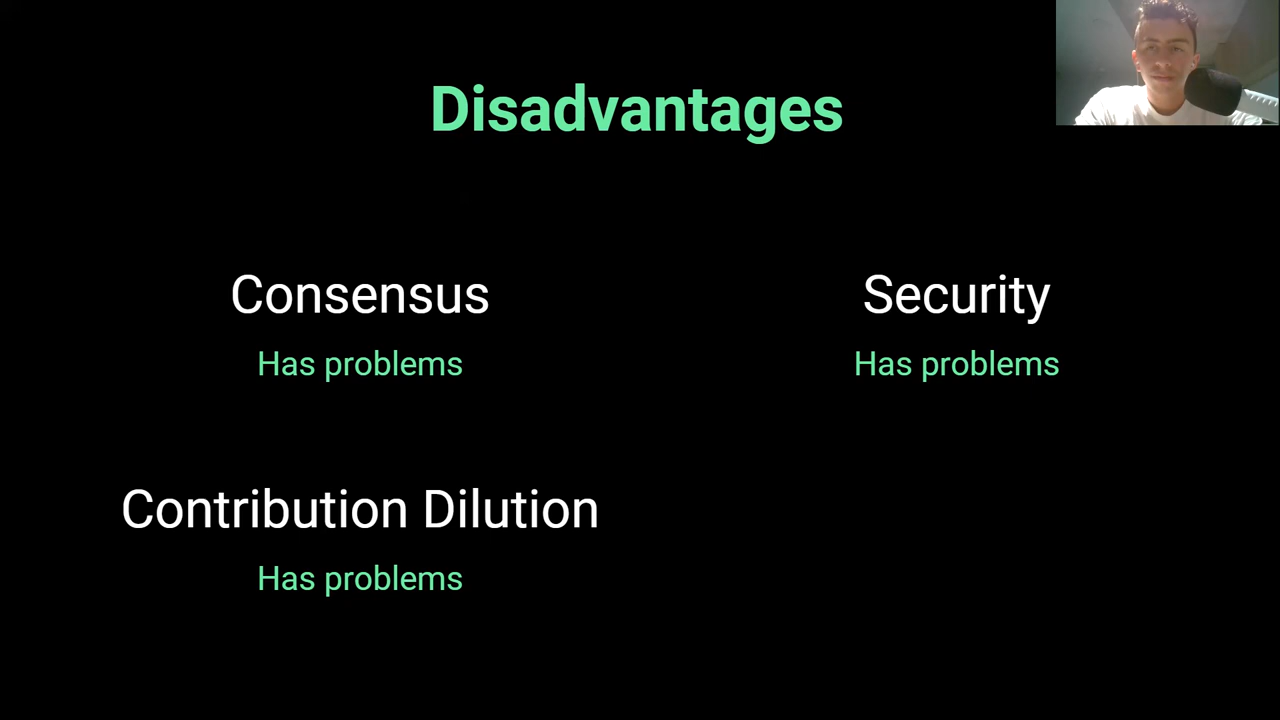 Disadvantages
Consensus
Has problems
Security
Has problems
Contribution Dilution
Has problems